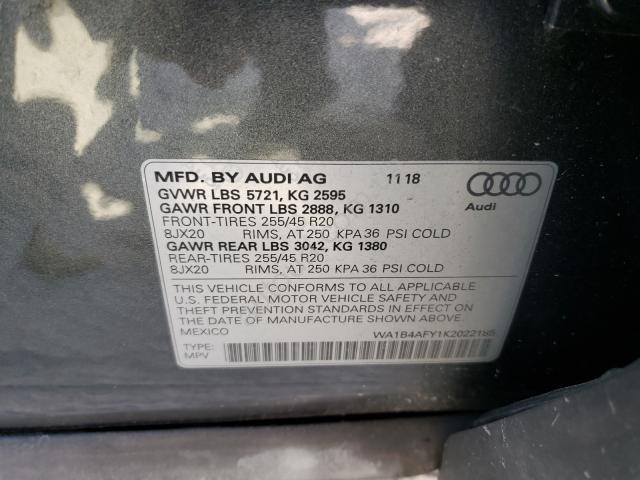 MFD. BY AUDI AG 11 18
GVWR LBS 5721, KG 2595
GAWR FRONT LBS 2888, KG 1310
FRONT-TIRES 255/45 R20
8JX20 RIMS, AT 250 KPA 36 PSI COLD
GAWR REAR LBS 3042, KG 1380
REAR-TIRES 255/45 R20
8JX20 RIMS, AT 250 KPA 36 PSI COLD
Audi
THIS VEHICLE CONFORMS TO ALL APPLICABLE
U.S. FEDERAL MOTOR VEHICLE SAFETY AND
THEFT PREVENTION STANDARDS IN EFFECT ON
THE DATE OF MANUFACTURE SHOWN ABOVE.
MEXICO WA1B4AFY1K2022185
TYPE:
MPV